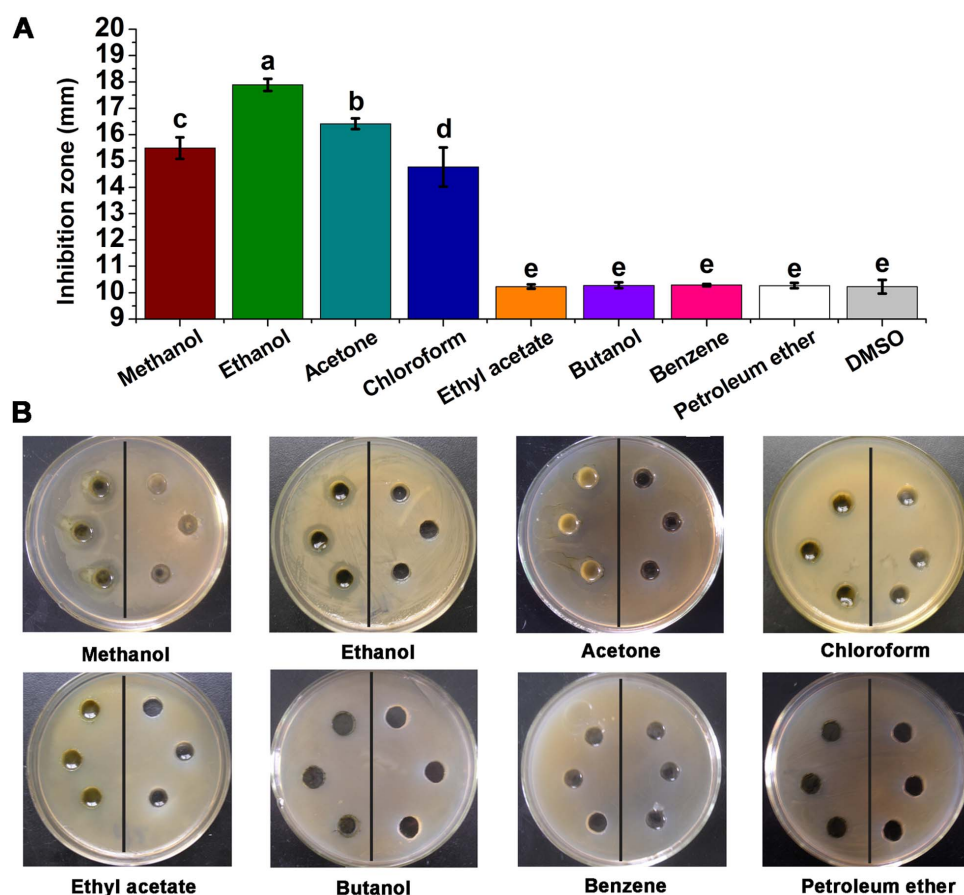 A
Inhibition zone (mm)
20
19
18
17
16
15
14
13
12
11
10
9
c
a
b
d
e
e
e
e
e
Methanol
Ethanol
Acetone
Chloroform
Ethyl acetate
Butanol
Benzene
Petroleum ether
DMSO
B
Methanol
Ethanol
Acetone
Chloroform
Ethyl acetate
Butanol
Benzene
Petroleum ether